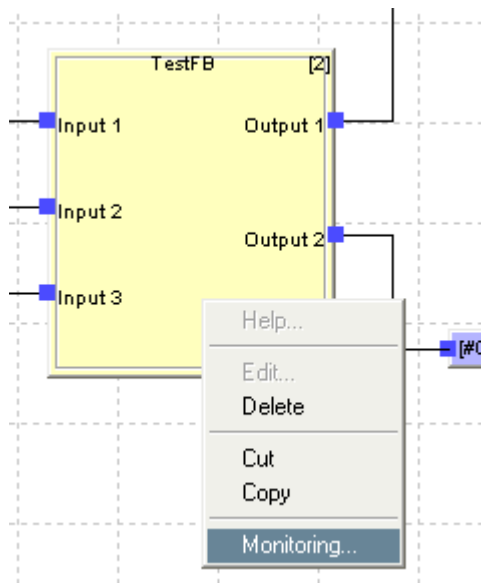 TestFB [2]
Input 1 Output 1
Input 2
Output 2
Input 3
Help...
[#
Edit...
Delete
Cut
Copy
Monitoring...